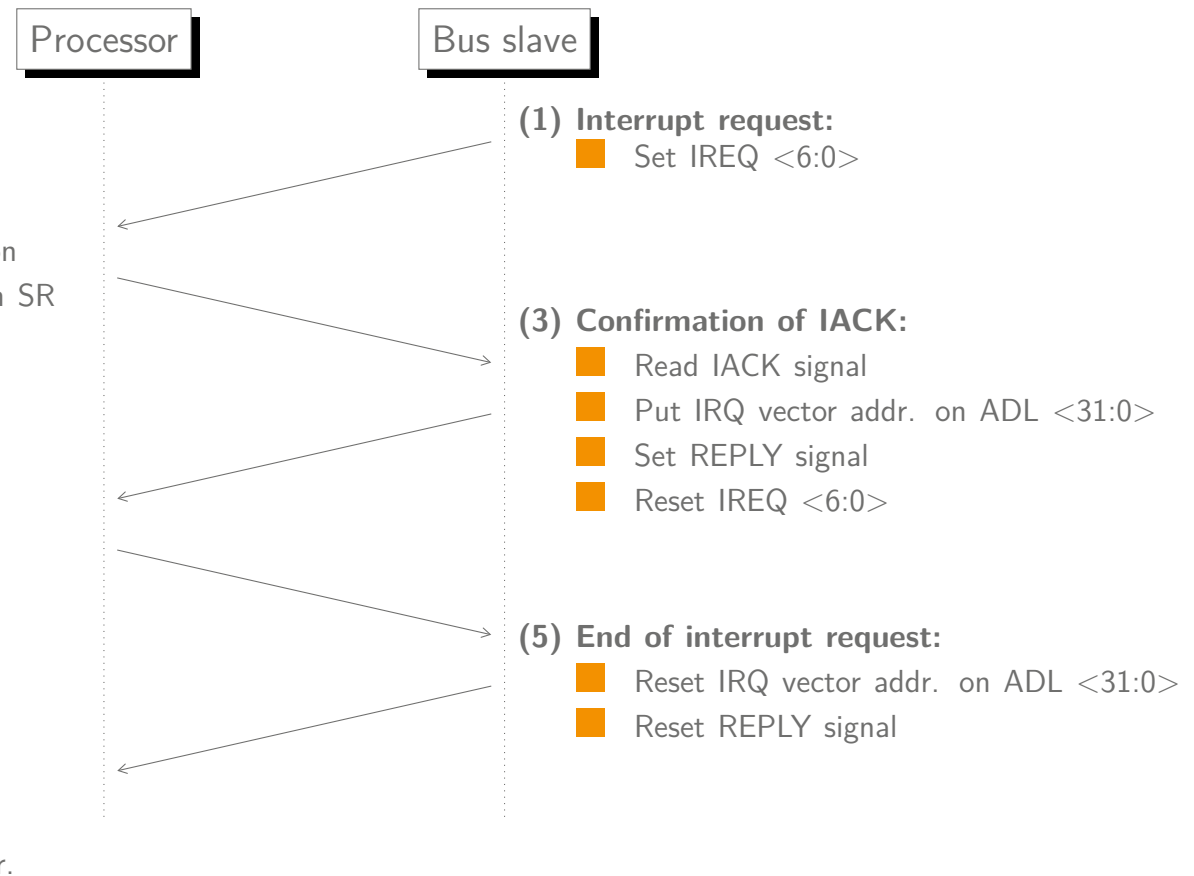 Processor
Bus slave
(1) Interrupt request:
Set IREQ <6:0>
SR
(3) Confirmation of IACK:
Read IACK signal
Put IRQ vector addr. on ADL <31:0>
Set REPLY signal
Reset IREQ <6:0>
(5) End of interrupt request:
Reset IRQ vector addr. on ADL <31:0>
Reset REPLY signal